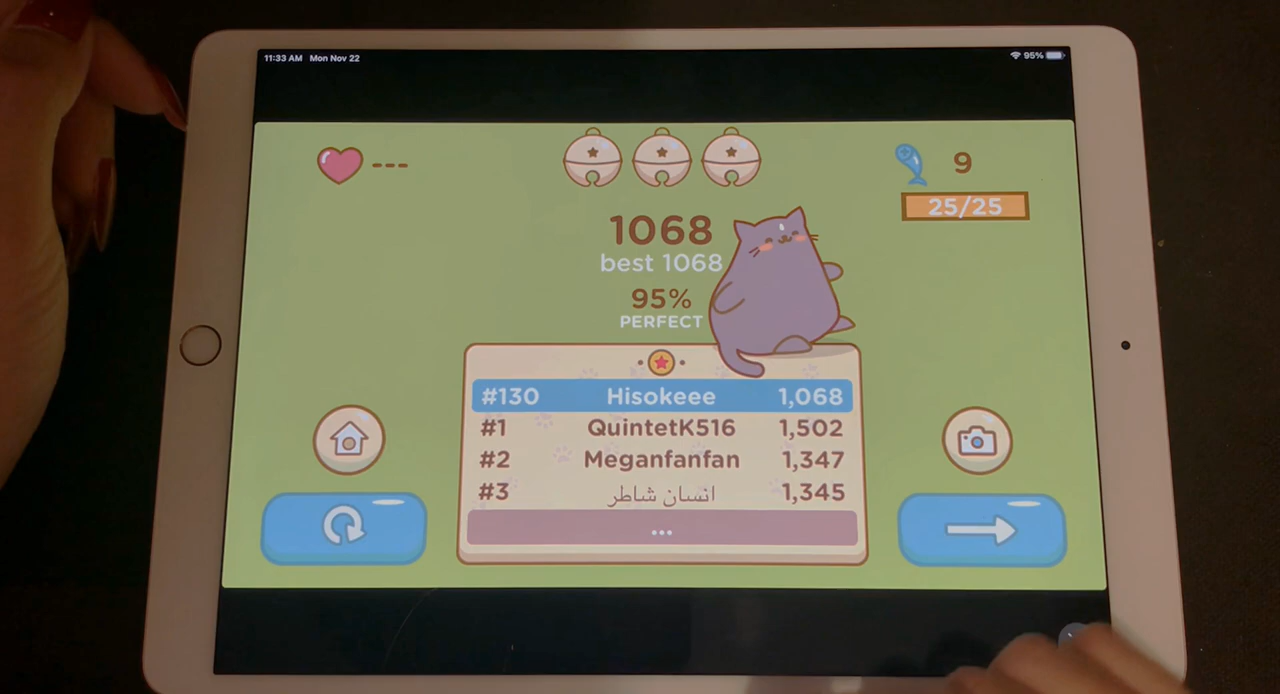 11:33 AM Mon Nov 22
95%
---
9
25/25
1068
best 1068
95%
PERFECT
#130 Hisokeee 1,068
#1 QuintetK516 1,502
#2 Meganfanfan 1,347
#3 انسان شاطر 1,345
...